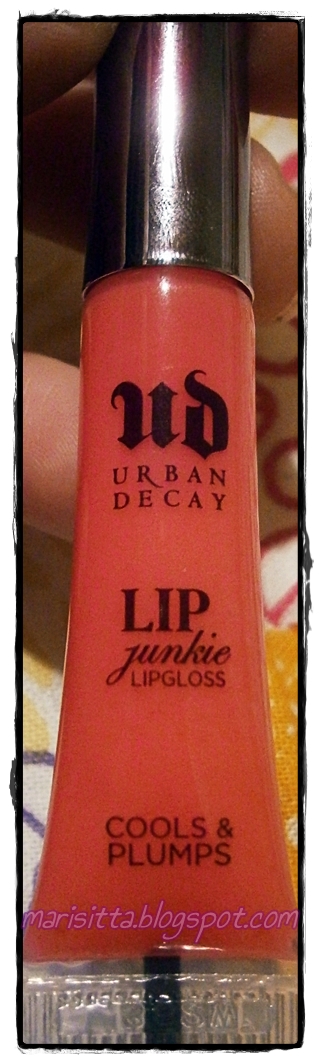 ud
URBAN
DECAY
LIP
junkie
LIPGLOSS
COOLS &
PLUMPS
marisitta.blogspot.com